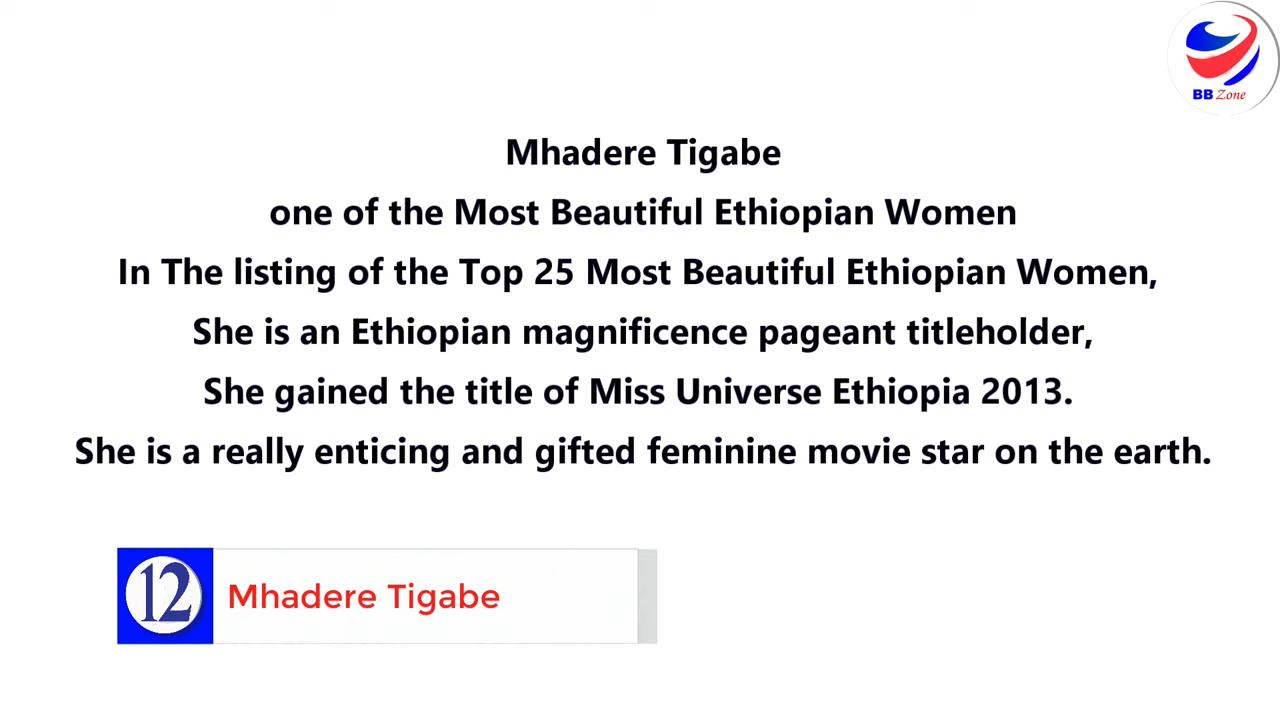 BB Zone
Mhadere Tigabe
one of the Most Beautiful Ethiopian Women
In The listing of the Top 25 Most Beautiful Ethiopian Women,
She is an Ethiopian magnificence pageant titleholder,
She gained the title of Miss Universe Ethiopia 2013.
She is a really enticing and gifted feminine movie star on the earth.
12 Mhadere Tigabe